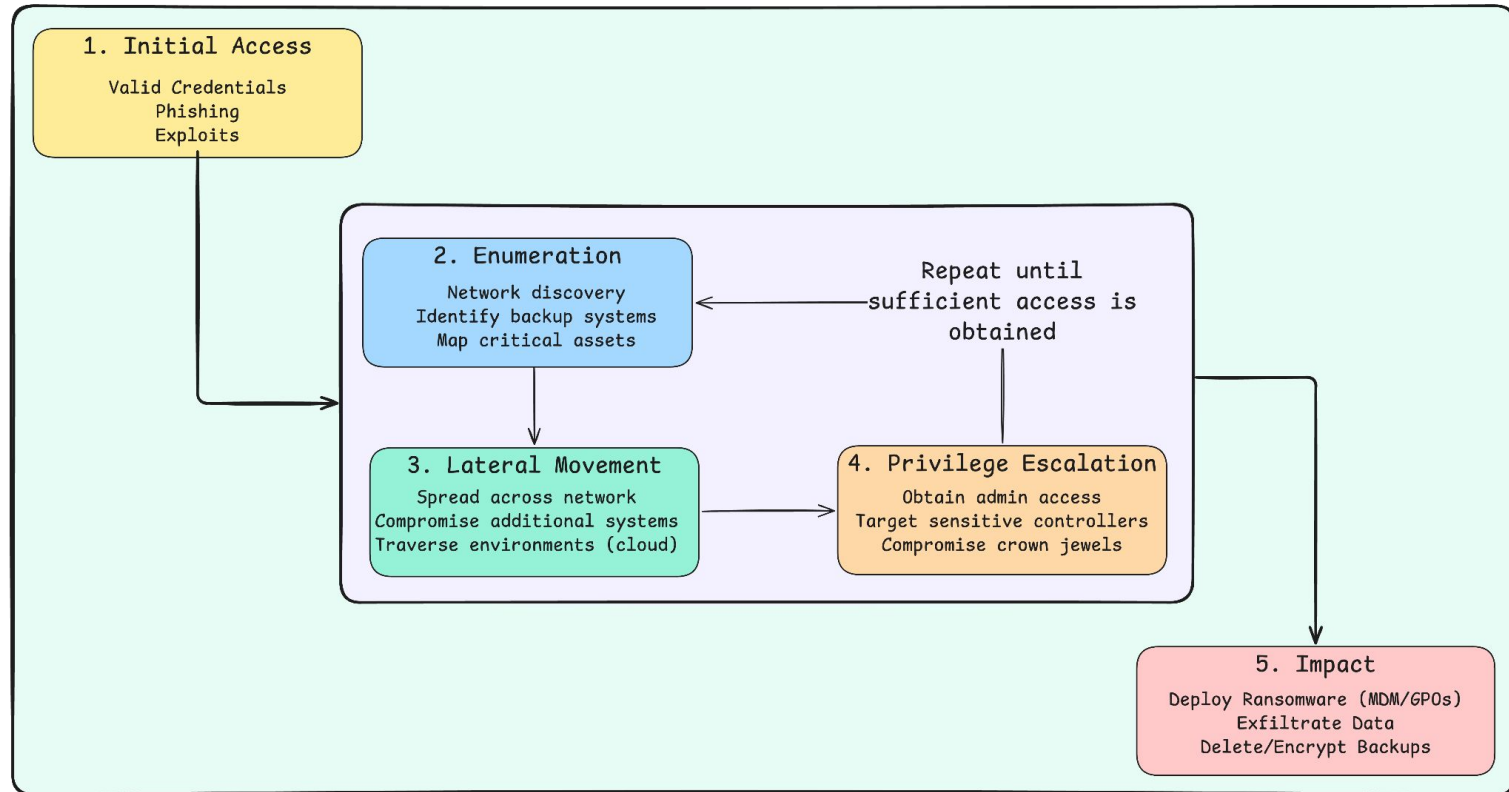 1. Initial Access
Valid Credentials
Phishing
Exploits
2. Enumeration
Network discovery
Identify backup systems
Map critical assets
Repeat until
sufficient access is
obtained
3. Lateral Movement
Spread across network
Compromise additional systems
Traverse environments (cloud)
4. Privilege Escalation
Obtain admin access
Target sensitive controllers
Compromise crown jewels
5. Impact
Deploy Ransomware (MDM/GPOs)
Exfiltrate Data
Delete/Encrypt Backups